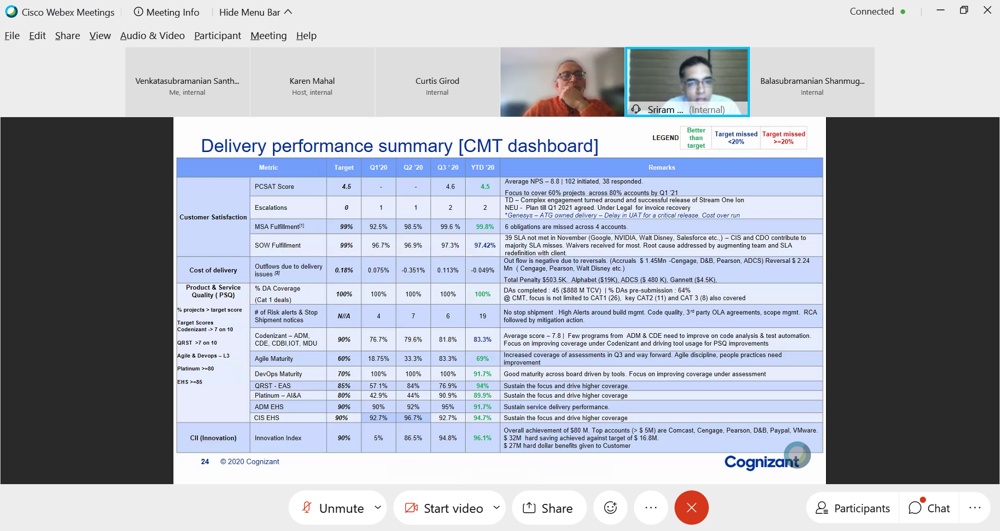 Cisco Webex Meetings
Meeting Info
Hide Menu Bar
Connected
File Edit Share View Audio & Video Participant Meeting Help
Venkatasubramanian Santh...
Me, internal
Karen Mahal
Host, internal
Curtis Girod
Internal
Sriram ... (Internal)
Balasubramanian Shanmug...
Internal
Delivery performance summary [CMT dashboard]
LEGEND
Better
than
target
Target missed
<20%
Target missed
>=20%
Metric Target Q1'20 Q2 '20 Q3 ‘ 20 YTD '20 Remarks
Customer Satisfaction
PCSAT Score 4.5 - - 4.6 4.5
Average NPS – 8.8 | 102 initiated, 38 responded.
Focus to cover 60% projects across 80% accounts by Q1 '21
Escalations 0 1 1 2 2
TD – Complex engagement turned around and successful release of Stream One Ion
NEU - Plan till Q1 2021 agreed. Under Legal for invoice recovery
*Genesys – ATG owned delivery – Delay in UAT for a critical release. Cost over run
MSA Fulfillment[1] 99% 92.5% 98.5% 99.6 % 99.8% 6 obligations are missed across 4 accounts.
SOW Fulfillment 99% 96.7% 96.9% 97.3% 97.42%
39 SLA not met in November (Google, NVIDIA, Walt Disney, Salesforce etc.,) – CIS and CDO contribute to
majority SLA misses. Waivers received for most. Root cause addressed by augmenting team and SLA
redefinition with client.
Cost of delivery
Outflows due to delivery
issues [2]
0.18% 0.075% -0.351% 0.113% -0.049%
Out flow is negative due to reversals. (Accruals $ 1.45Mn -Cengage, D&B, Pearson, ADCS) Reversal $ 2.24
Mn ( Cengage, Pearson, Walt Disney etc.)
Total Penalty $503.5K. Alphabet ($19K), ADCS ($ 480 K), Gannett ($4.5K),
Product & Service
Quality ( PSQ)
% projects > target score
Target Scores
Codenizant -> 7 on 10
QRST >7 on 10
Agile & Devops – L3
Platinum >=80
EHS >=85
% DA Coverage
(Cat 1 deals)
100% 100% 100% 100% 100%
DAs completed : 45 ($888 M TCV) | % DAs pre-submission : 64%
@ CMT, focus is not limited to CAT1 (26), key CAT2 (11) and CAT 3 (8) also covered
# of Risk alerts & Stop
Shipment notices
N//A 4 7 6 19
No stop shipment . High Alerts around build mgmt. Code quality, 3rd party OLA agreements, scope mgmt. RCA
followed by mitigation action.
Codenizant – ADM,
CDE, CDBI,IOT, MDU
90% 76.7% 79.6% 81.8% 83.3%
Average score – 7.8 | Few programs from ADM & CDE need to improve on code analysis & test automation.
Focus on improving coverage under Codenizant and driving tool usage for PSQ improvements
Agile Maturity 60% 18.75% 33.3% 83.3% 69%
Increased coverage of assessments in Q3 and way forward. Agile discipline, people practices need
improvement
DevOps Maturity 70% 100% 100% 100% 91.7% Good maturity across board driven by tools. Focus on improving coverage under assessment
QRST - EAS 85% 57.1% 84% 76.9% 94% Sustain the focus and drive higher coverage.
Platinum – AI&A 80% 42.9% 44% 90.9% 89.9% Sustain the focus and drive higher coverage
ADM EHS 90% 90% 92% 95% 91.7% Sustain service delivery performance.
CIS EHS 90% 92.7% 96.7% 92.7% 94.7% Sustain the focus and drive higher coverage
CII (Innovation)
Innovation Index 90% 5% 86.5% 94.8% 96.1%
Overall achievement of $80 M. Top accounts (> $ 5M) are Comcast, Cengage, Pearson, D&B, Paypal, VMware.
$ 32M hard saving achieved against target of $ 16.8M.
$ 27M hard dollar benefits given to Customer
24 © 2020 Cognizant
Cognizant
Unmute
Start video
Share
Participants
Chat